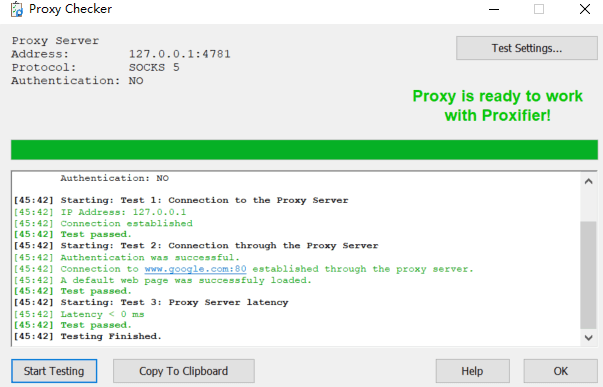 Proxy Checker
Proxy Server
Address: 127.0.0.1:4781
Protocol: SOCKS 5
Authentication: NO
Test Settings...
Proxy is ready to work
with Proxifier!
Authentication: NO
[45:42] Starting: Test 1: Connection to the Proxy Server
[45:42] IP Address: 127.0.0.1
[45:42] Connection established
[45:42] Test passed.
[45:42] Starting: Test 2: Connection through the Proxy Server
[45:42] Authentication was successful.
[45:42] Connection to www.google.com:80 established through the proxy server.
[45:42] A default web page was successfuly loaded.
[45:42] Test passed.
[45:42] Starting: Test 3: Proxy Server latency
[45:42] Latency < 0 ms
[45:42] Test passed.
[45:42] Testing Finished.
Start Testing
Copy To Clipboard
Help
OK